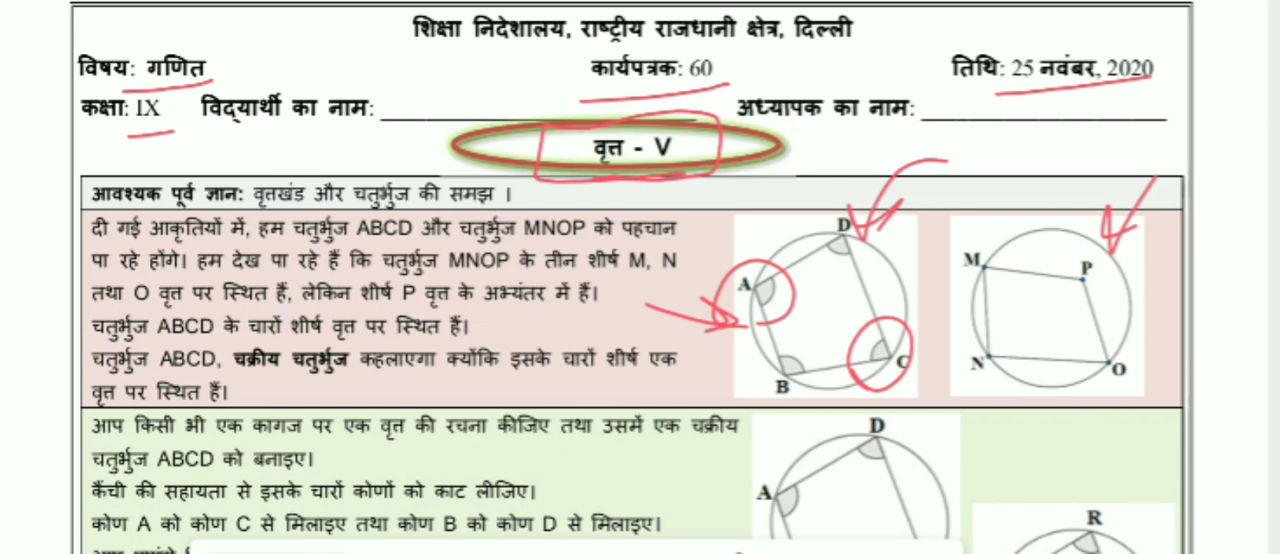 शिक्षा निदेशालय, राष्ट्रीय राजधानी क्षेत्र, दिल्ली
विषय: गणित कार्यपत्रक: 60 तिथि: 25 नवंबर, 2020
कक्षा: IX विद्यार्थी का नाम: अध्यापक का नाम:
वृत्त - V
आवश्यक पूर्व ज्ञान: वृत्तखंड और चतुर्भुज की समझ ।
दी गई आकृतियों में, हम चतुर्भुज ABCD और चतुर्भुज MNOP को पहचान
पा रहे होंगे। हम देख पा रहे हैं कि चतुर्भुज MNOP के तीन शीर्ष M, N
तथा O वृत्त पर स्थित हैं, लेकिन शीर्ष P वृत्त के अभ्यंतर में हैं।
चतुर्भुज ABCD के चारों शीर्ष वृत्त पर स्थित हैं।
चतुर्भुज ABCD, चक्रीय चतुर्भुज कहलाएगा क्योंकि इसके चारों शीर्ष एक
वृत्त पर स्थित हैं।
D
A
B
C
M
P
N
O
आप किसी भी एक कागज पर एक वृत्त की रचना कीजिए तथा उसमें एक चक्रीय
चतुर्भुज ABCD को बनाइए।
कैंची की सहायता से इसके चारों कोणों को काट लीजिए।
कोण A को कोण C से मिलाइए तथा कोण B को कोण D से मिलाइए।
D
A
R